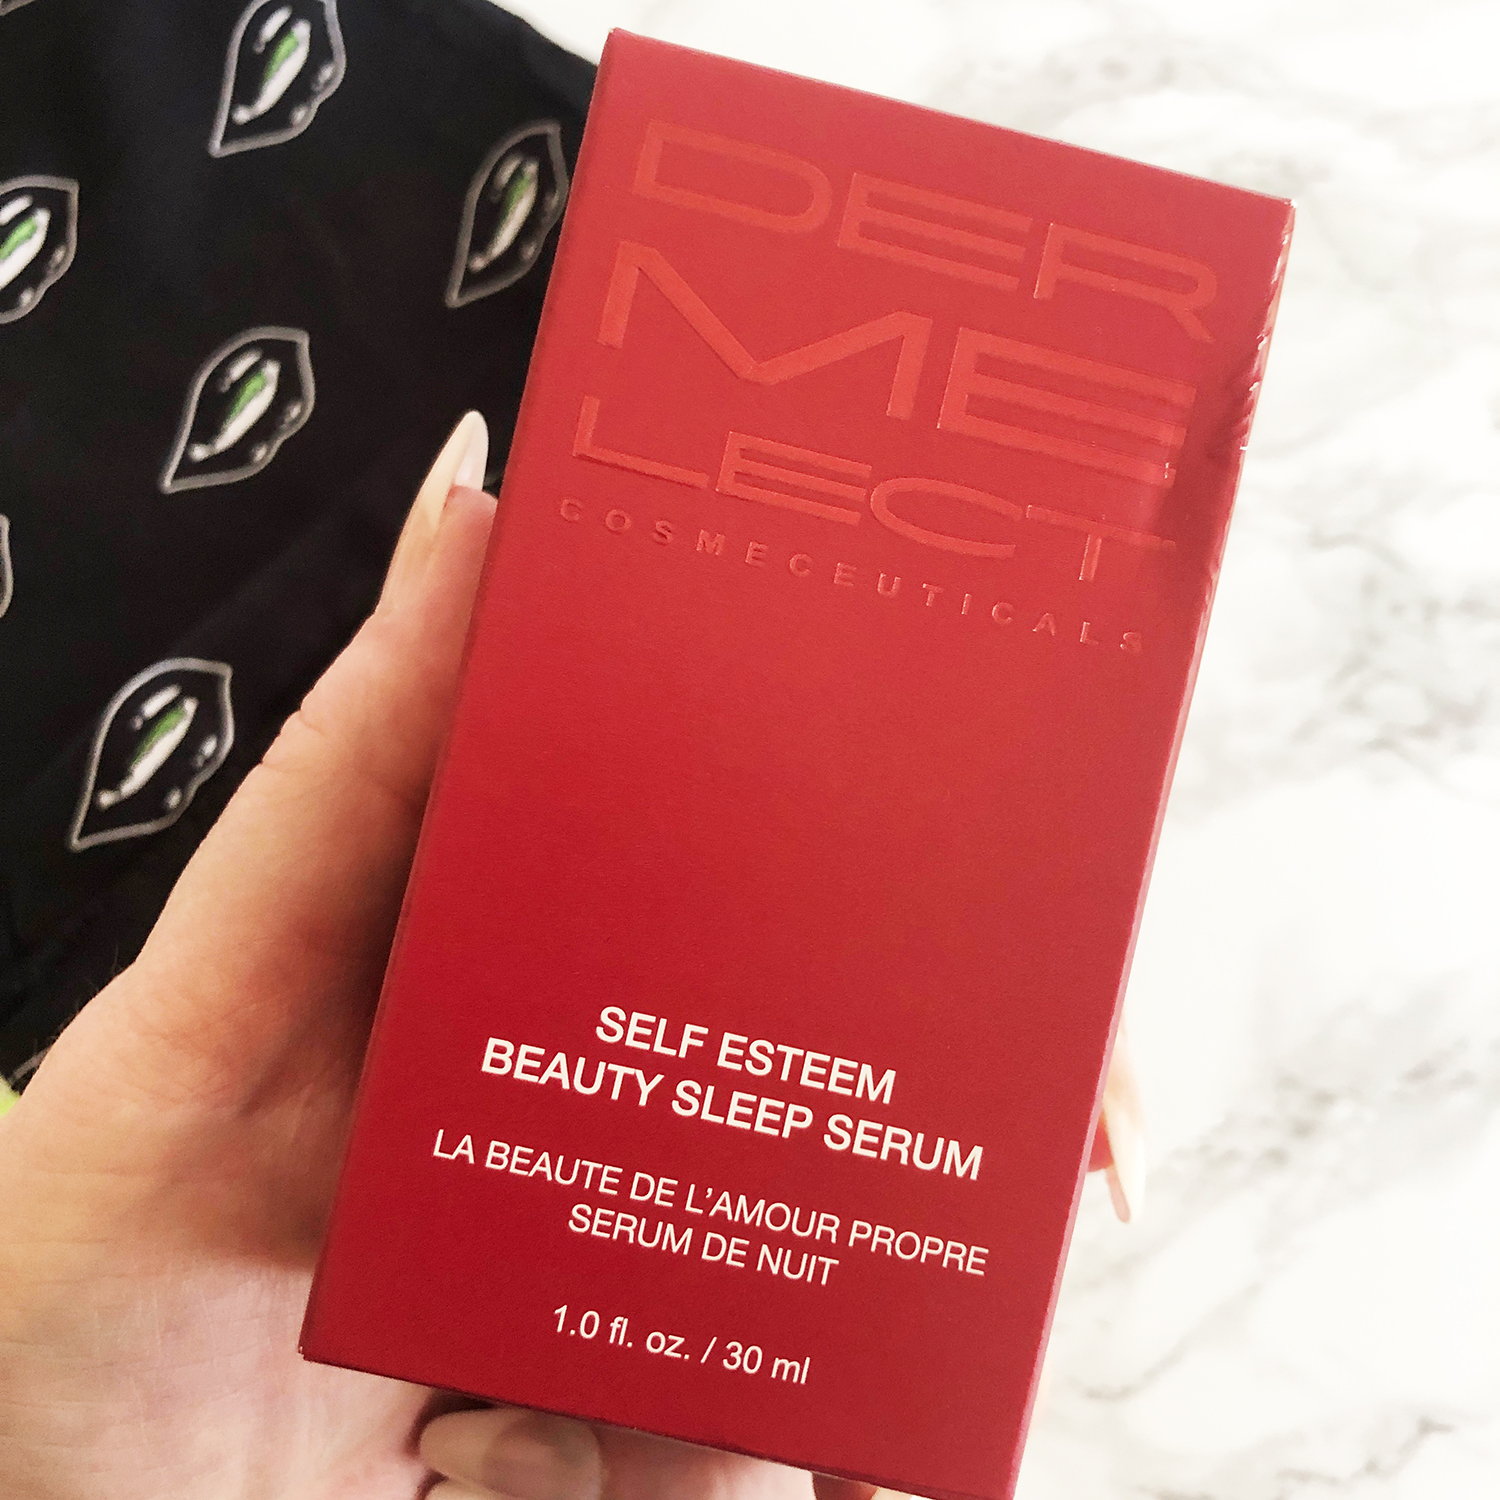 DER
ME
LECT
COSMECEUTICALS
SELF ESTEEM
BEAUTY SLEEP SERUM
LA BEAUTE DE L'AMOUR PROPRE
SERUM DE NUIT
1.0 fl. oz. / 30 ml